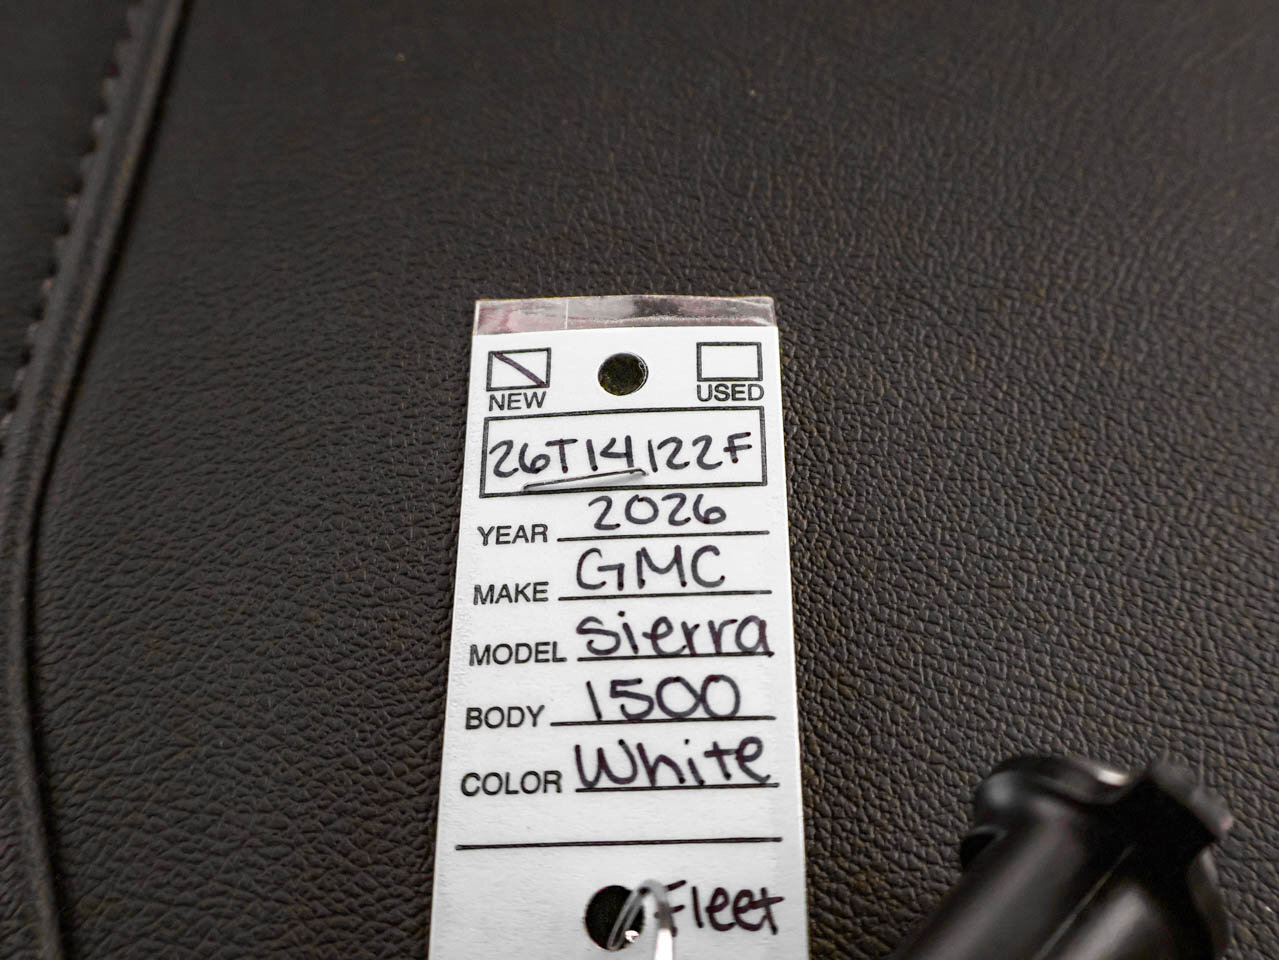 NEW USED
26T14122F
YEAR 2026
MAKE GMC
MODEL Sierra
BODY 1500
COLOR White
Fleet